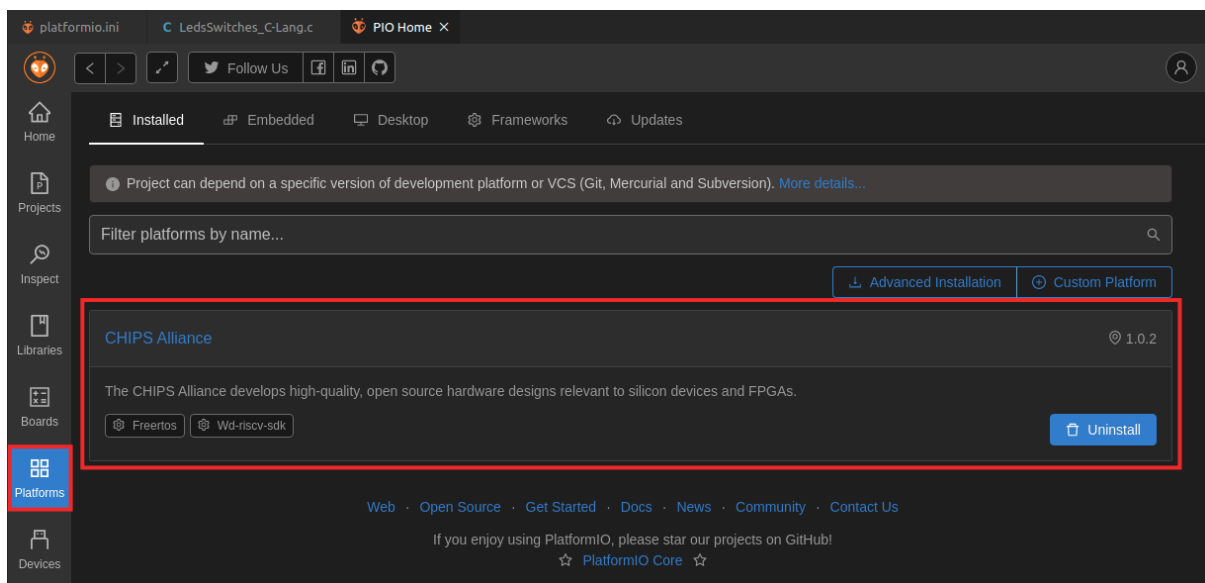 platformio.ini
C LedsSwitches_C-Lang.c
PIO Home
Follow Us
Home
Projects
Inspect
Libraries
Boards
Platforms
Devices
Installed
Embedded
Desktop
Frameworks
Updates
Project can depend on a specific version of development platform or VCS (Git, Mercurial and Subversion). More details...
Filter platforms by name...
Advanced Installation
Custom Platform
CHIPS Alliance
1.0.2
The CHIPS Alliance develops high-quality, open source hardware designs relevant to silicon devices and FPGAs.
Freertos
Wd-riscv-sdk
Uninstall
Web · Open Source · Get Started · Docs · News · Community · Contact Us
If you enjoy using PlatformIO, please star our projects on GitHub!
PlatformIO Core